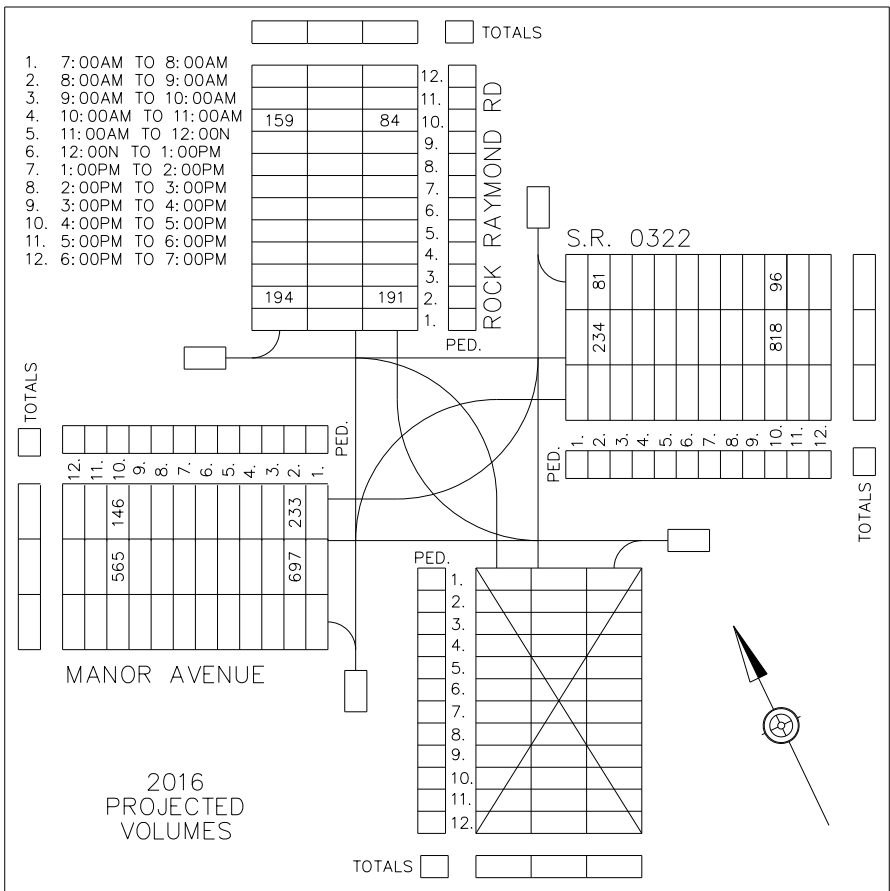 TOTALS
1. 7:00AM TO 8:00AM
2. 8:00AM TO 9:00AM
3. 9:00AM TO 10:00AM
4. 10:00AM TO 11:00AM
5. 11:00AM TO 12:00N
6. 12:00N TO 1:00PM
7. 1:00PM TO 2:00PM
8. 2:00PM TO 3:00PM
9. 3:00PM TO 4:00PM
10. 4:00PM TO 5:00PM
11. 5:00PM TO 6:00PM
12. 6:00PM TO 7:00PM
12.
11.
159 84 10.
9.
8.
7.
6.
5.
4.
3.
194 191 2.
1.
PED.
ROCK RAYMOND RD
S.R. 0322
81 96
234 818
PED. 1. 2. 3. 4. 5. 6. 7. 8. 9. 10. 11. 12.
TOTALS
TOTALS
12. 11. 10. 9. 8. 7. 6. 5. 4. 3. 2. 1. PED.
146 233
565 697
MANOR AVENUE
PED.
1.
2.
3.
4.
5.
6.
7.
8.
9.
10.
11.
12.
TOTALS
2016
PROJECTED
VOLUMES